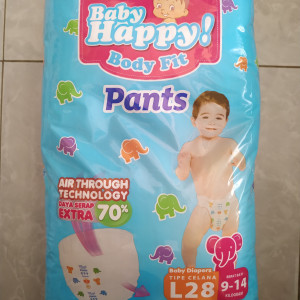 Baby
Happy!
Body Fit
Pants
AIR THROUGH
TECHNOLOGY
DAYA SERAP
EXTRA 70%
Baby Diapers
TIPE CELANA
L28
9-14